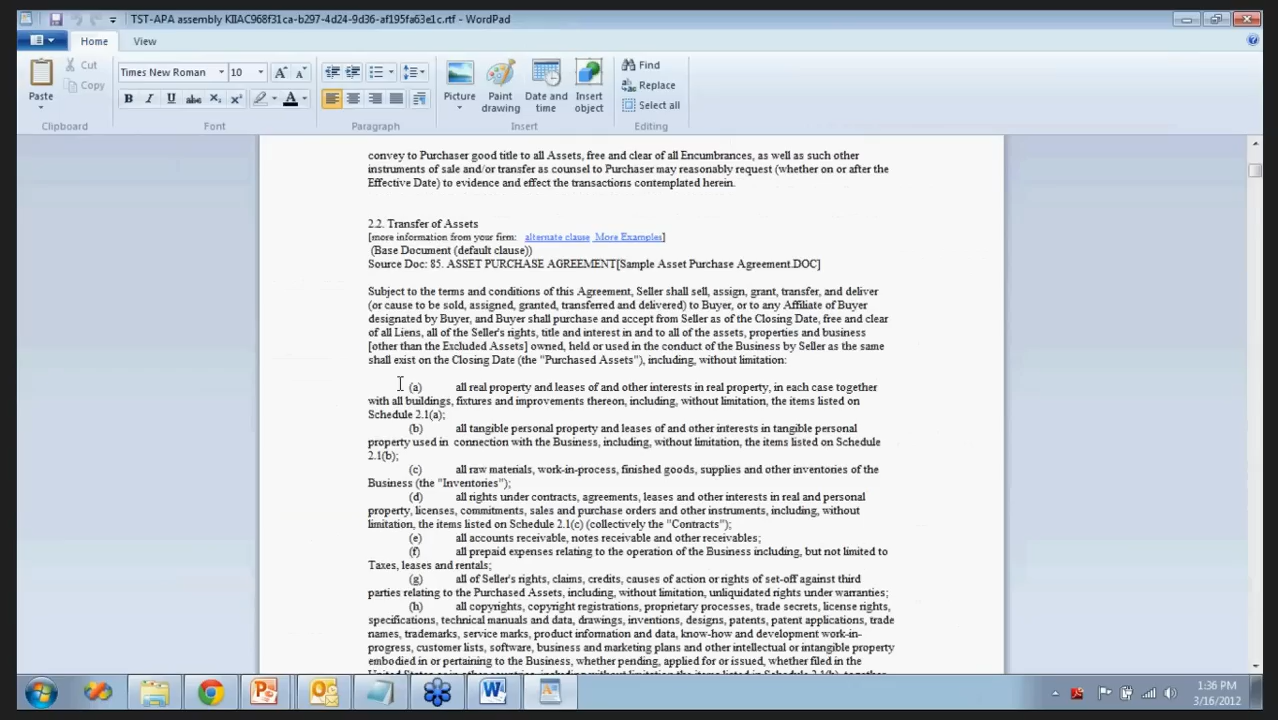 TST-APA assembly KIIAC968f31ca-b297-4d24-9d36-af195fa63e1c.rtf - WordPad
Home View
Paste
Cut
Copy
Clipboard
Times New Roman 10
B I U abc X₂ X²
A
Font
Paragraph
Picture
Paint drawing
Date and time
Insert object
Insert
Find
Replace
Select all
Editing
convey to Purchaser good title to all Assets, free and clear of all Encumbrances, as well as such other
instruments of sale and/or transfer as counsel to Purchaser may reasonably request (whether on or after the
Effective Date) to evidence and effect the transactions contemplated herein.
2.2. Transfer of Assets
[more information from your firm: alternate clause More Examples]
(Base Document (default clause))
Source Doc: 85. ASSET PURCHASE AGREEMENT[Sample Asset Purchase Agreement.DOC]
Subject to the terms and conditions of this Agreement, Seller shall sell, assign, grant, transfer, and deliver
(or cause to be sold, assigned, granted, transferred and delivered) to Buyer, or to any Affiliate of Buyer
designated by Buyer, and Buyer shall purchase and accept from Seller as of the Closing Date, free and clear
of all Liens, all of the Seller's rights, title and interest in and to all of the assets, properties and business
[other than the Excluded Assets] owned, held or used in the conduct of the Business by Seller as the same
shall exist on the Closing Date (the "Purchased Assets"), including, without limitation:
(a) all real property and leases of and other interests in real property, in each case together
with all buildings, fixtures and improvements thereon, including, without limitation, the items listed on
Schedule 2.1(a);
(b) all tangible personal property and leases of and other interests in tangible personal
property used in connection with the Business, including, without limitation, the items listed on Schedule
2.1(b);
(c) all raw materials, work-in-process, finished goods, supplies and other inventories of the
Business (the "Inventories");
(d) all rights under contracts, agreements, leases and other interests in real and personal
property, licenses, commitments, sales and purchase orders and other instruments, including, without
limitation, the items listed on Schedule 2.1(c) (collectively the "Contracts");
(e) all accounts receivable, notes receivable and other receivables;
(f) all prepaid expenses relating to the operation of the Business including, but not limited to
Taxes, leases and rentals;
(g) all of Seller's rights, claims, credits, causes of action or rights of set-off against third
parties relating to the Purchased Assets, including, without limitation, unliquidated rights under warranties;
(h) all copyrights, copyright registrations, proprietary processes, trade secrets, license rights,
specifications, technical manuals and data, drawings, inventions, designs, patents, patent applications, trade
names, trademarks, service marks, product information and data, know-how and development work-in-
progress, customer lists, software, business and marketing plans and other intellectual or intangible property
embodied in or pertaining to the Business, whether pending, applied for or issued, whether filed in the
United States or in other countries, including without limitation the items listed in Schedule 2.1(h), together
1:36 PM
3/16/2012